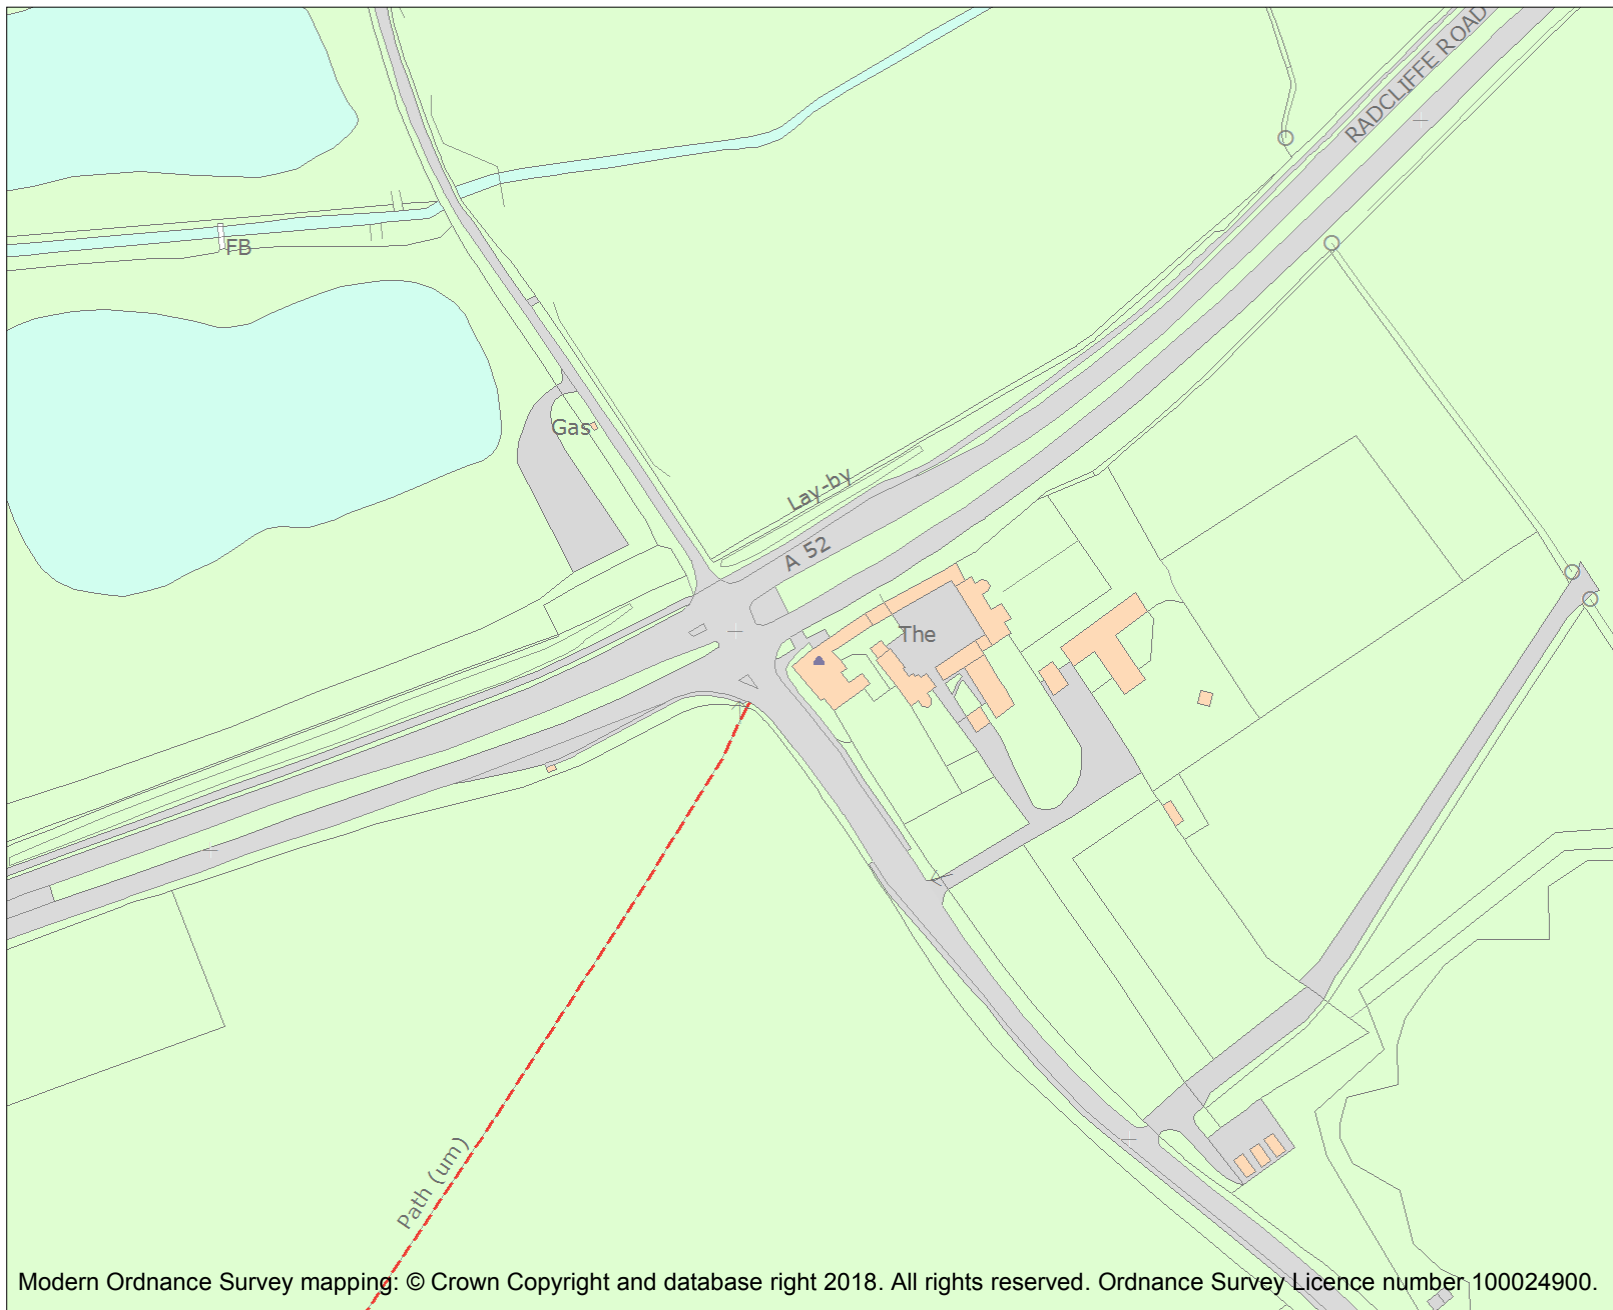 RADCLIFFE ROAD
FB
Gas
Lay-by
A 52
The
Path (um)
Modern Ordnance Survey mapping: © Crown Copyright and database right 2018. All rights reserved. Ordnance Survey Licence number 100024900.